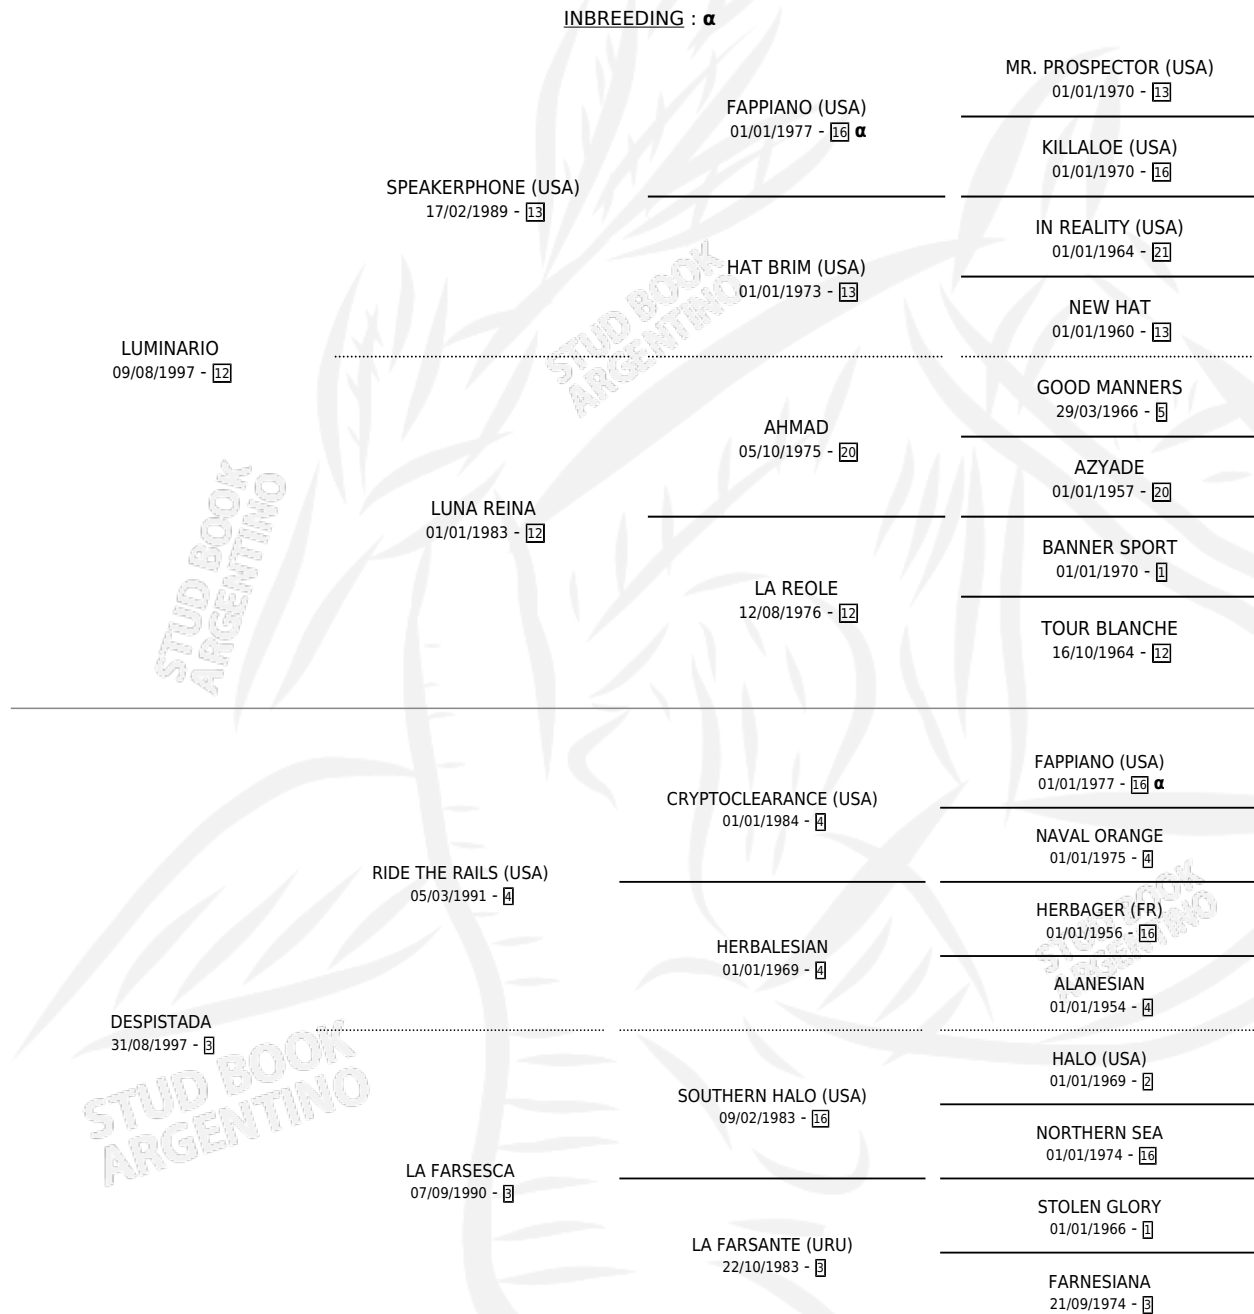 INBREEDING : α
MR. PROSPECTOR (USA)
01/01/1970 - 13
FAPPIANO (USA)
01/01/1977 - 16 α
KILLALOE (USA)
01/01/1970 - 16
SPEAKERPHONE (USA)
17/02/1989 - 13
IN REALITY (USA)
01/01/1964 - 21
HAT BRIM (USA)
01/01/1973 - 13
NEW HAT
01/01/1960 - 13
LUMINARIO
09/08/1997 - 12
GOOD MANNERS
29/03/1966 - 5
AHMAD
05/10/1975 - 20
AZYADE
01/01/1957 - 20
LUNA REINA
01/01/1983 - 12
BANNER SPORT
01/01/1970 - 1
LA REOLE
12/08/1976 - 12
TOUR BLANCHE
16/10/1964 - 12
FAPPIANO (USA)
01/01/1977 - 16 α
CRYPTOCLEARANCE (USA)
01/01/1984 - 4
NAVAL ORANGE
01/01/1975 - 4
RIDE THE RAILS (USA)
05/03/1991 - 4
HERBAGER (FR)
01/01/1956 - 16
HERBALESIAN
01/01/1969 - 4
ALANESIAN
01/01/1954 - 4
DESPISTADA
31/08/1997 - 3
HALO (USA)
01/01/1969 - 2
SOUTHERN HALO (USA)
09/02/1983 - 16
NORTHERN SEA
01/01/1974 - 16
LA FARSESCA
07/09/1990 - 3
STOLEN GLORY
01/01/1966 - 1
LA FARSANTE (URU)
22/10/1983 - 3
FARNESIANA
21/09/1974 - 3
STUD BOOK
ARGENTINO
STUD BOOK
ARGENTINO
STUD BOOK
ARGENTINO
STUD BOOK
ARGENTINO